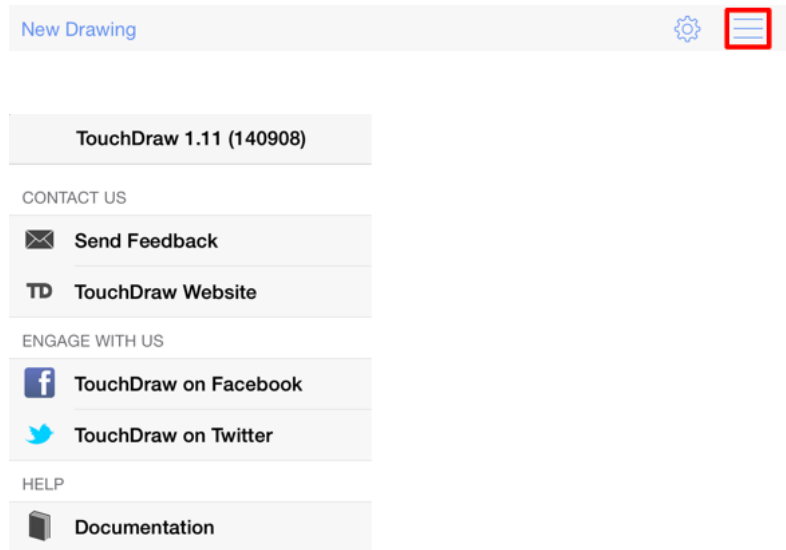 New Drawing
TouchDraw 1.11 (140908)
CONTACT US
Send Feedback
TD TouchDraw Website
ENGAGE WITH US
f TouchDraw on Facebook
TouchDraw on Twitter
HELP
Documentation